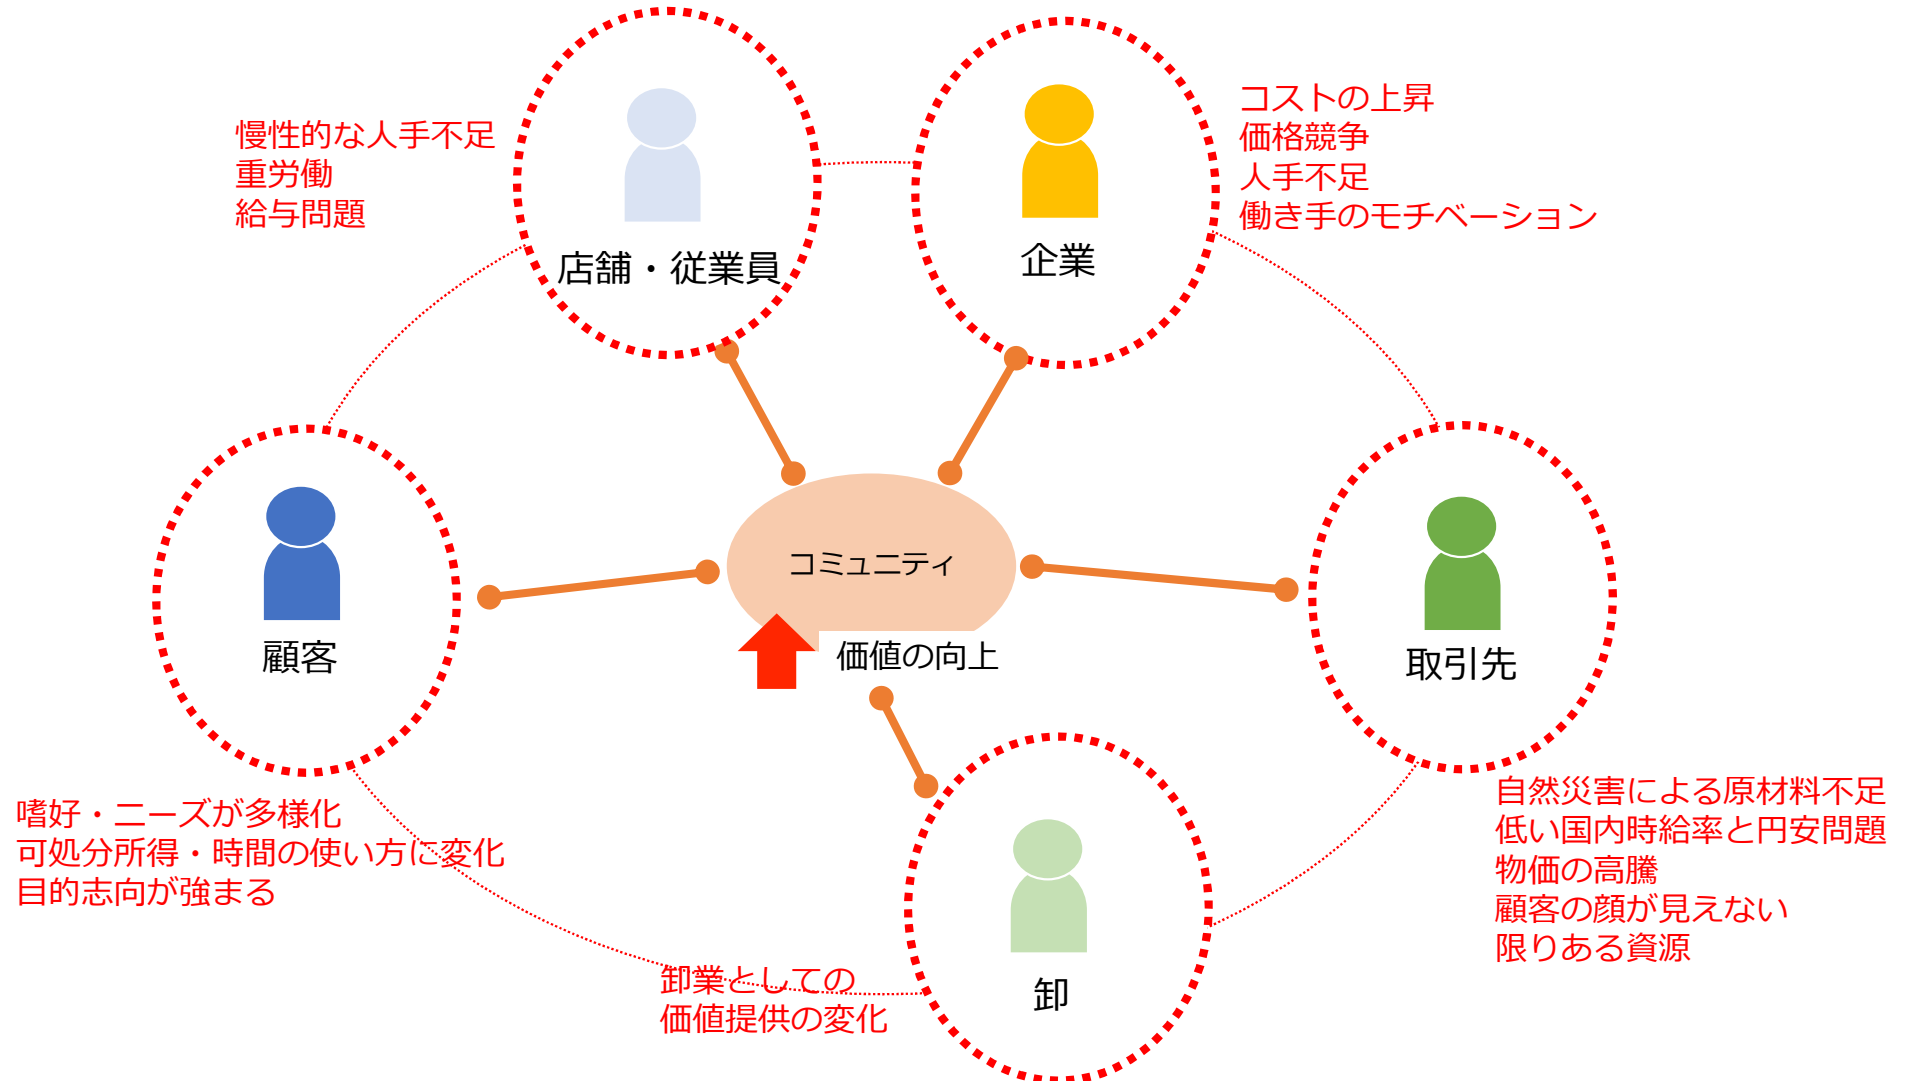 慢性的な人手不足
重労働
給与問題
店舗・従業員
コストの上昇
価格競争
人手不足
働き手のモチベーション
企業
コミュニティ
価値の向上
顧客
嗜好・ニーズが多様化
可処分所得・時間の使い方に変化
目的志向が強まる
取引先
自然災害による原材料不足
低い国内時給率と円安問題
物価の高騰
顧客の顔が見えない
限りある資源
卸業としての
価値提供の変化
卸